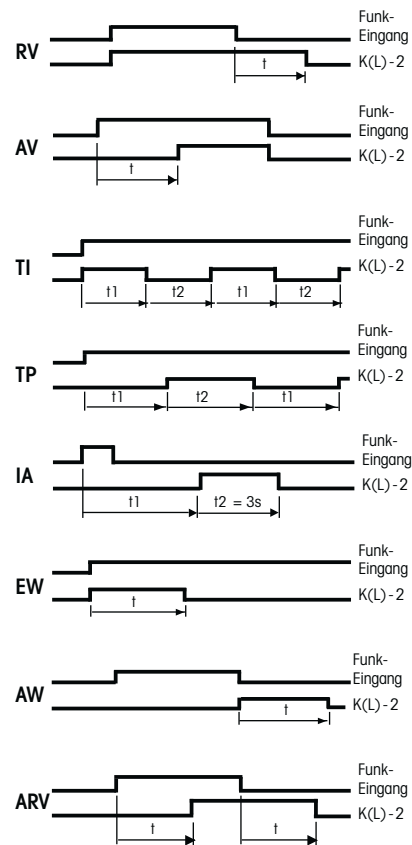 RV
Funk-
Eingang
K(L)-2
t
AV
Funk-
Eingang
K(L)-2
t
TI
Funk-
Eingang
K(L)-2
t1 t2 t1 t2
TP
Funk-
Eingang
K(L)-2
t1 t2 t1
IA
Funk-
Eingang
K(L)-2
t1 t2 = 3s
EW
Funk-
Eingang
K(L)-2
t
AW
Funk-
Eingang
K(L)-2
t
ARV
Funk-
Eingang
K(L)-2
t t